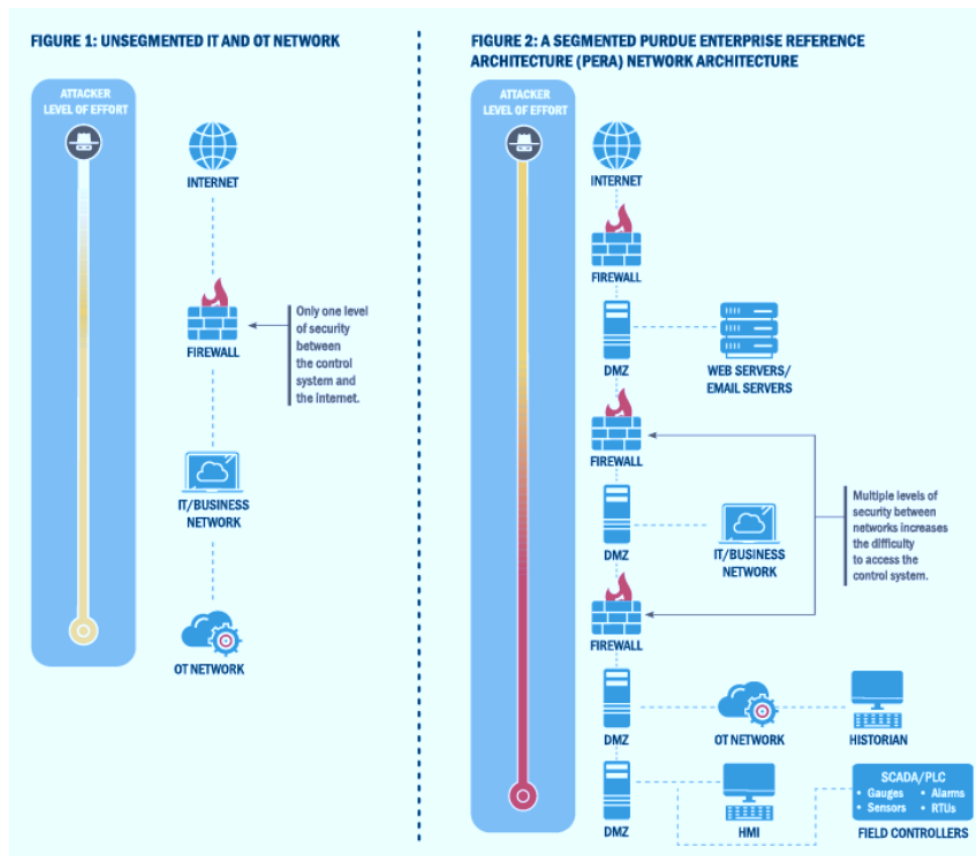 FIGURE 1: UNSEGMENTED IT AND OT NETWORK
ATTACKER
LEVEL OF EFFORT
INTERNET
FIREWALL
Only one level
of security
between
the control
system and
the internet.
IT/BUSINESS
NETWORK
OT NETWORK
FIGURE 2: A SEGMENTED PURDUE ENTERPRISE REFERENCE
ARCHITECTURE (PERA) NETWORK ARCHITECTURE
ATTACKER
LEVEL OF EFFORT
INTERNET
FIREWALL
DMZ
WEB SERVERS/
EMAIL SERVERS
FIREWALL
Multiple levels of
security between
networks increases
the difficulty
to access the
control system.
DMZ
IT/BUSINESS
NETWORK
FIREWALL
DMZ
OT NETWORK
HISTORIAN
DMZ
HMI
SCADA/PLC
• Gauges • Alarms
• Sensors • RTUs
FIELD CONTROLLERS